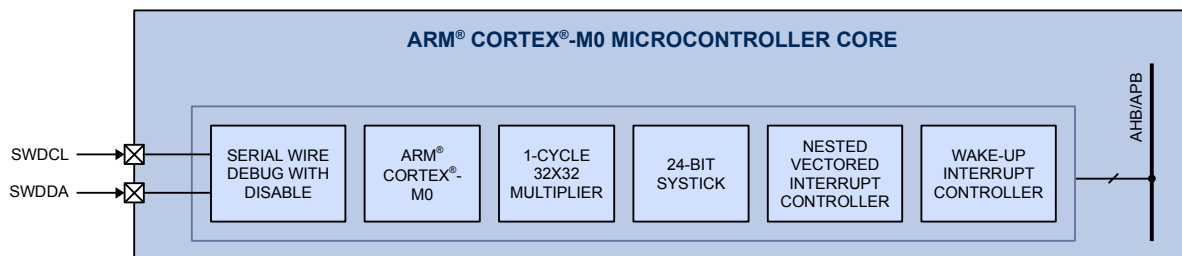 ARM® CORTEX®-M0 MICROCONTROLLER CORE
AHB/APB
SWDCL
SWDDA
SERIAL WIRE
DEBUG WITH
DISABLE
ARM®
CORTEX®-
M0
1-CYCLE
32X32
MULTIPLIER
24-BIT
SYSTICK
NESTED
VECTORED
INTERRUPT
CONTROLLER
WAKE-UP
INTERRUPT
CONTROLLER